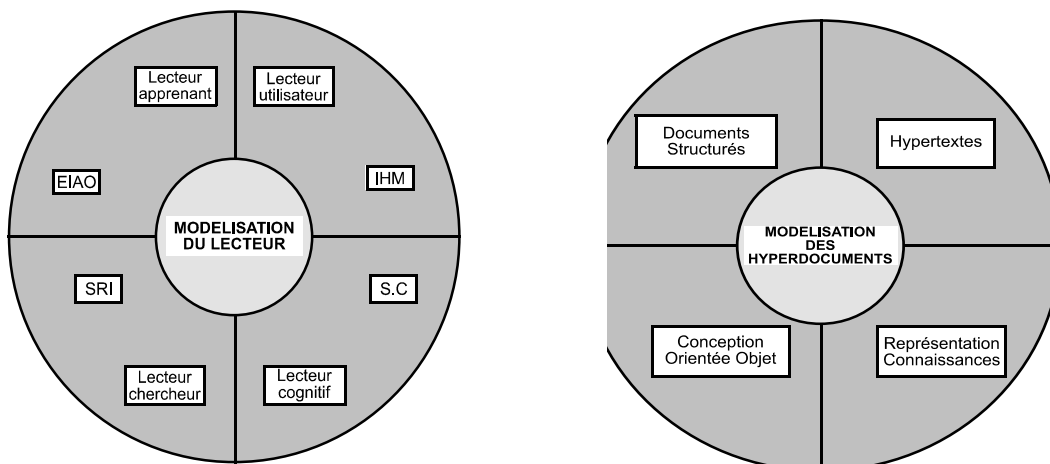 Lecteur
apprenant
Lecteur
utilisateur
EIAO
IHM
MODELISATION
DU LECTEUR
SRI
S.C
Lecteur
chercheur
Lecteur
cognitif
Documents
Structurés
Hypertextes
MODELISATION
DES
HYPERDOCUMENTS
Conception
Orientée Objet
Représentation
Connaissances